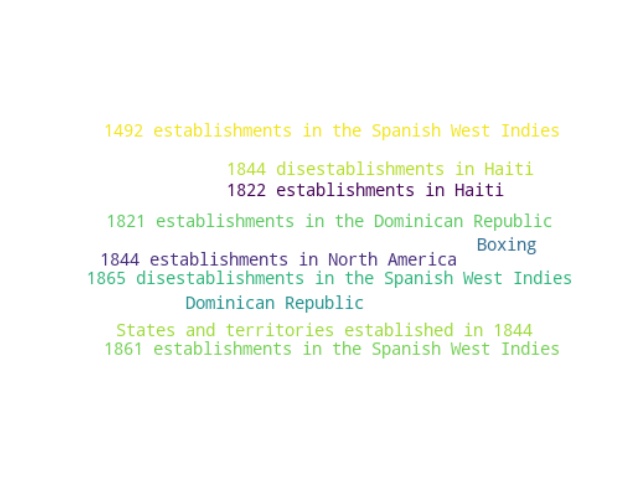 1492 establishments in the Spanish West Indies
1844 disestablishments in Haiti
1822 establishments in Haiti
1821 establishments in the Dominican Republic
Boxing
1844 establishments in North America
1865 disestablishments in the Spanish West Indies
Dominican Republic
States and territories established in 1844
1861 establishments in the Spanish West Indies